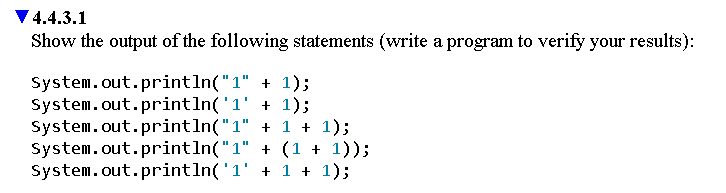 ▼4.4.3.1
Show the output of the following statements (write a program to verify your results):
System.out.println("1" + 1);
System.out.println('1' + 1);
System.out.println("1" + 1 + 1);
System.out.println("1" + (1 + 1));
System.out.println('1' + 1 + 1);